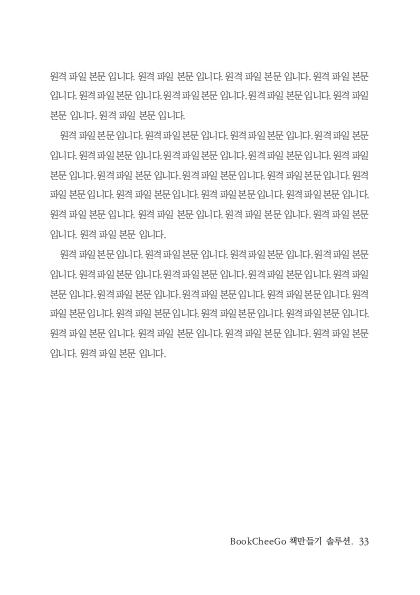 원격 파일 본문 입니다. 원격 파일 본문 입니다. 원격 파일 본문 입니다. 원격 파일 본문
입니다. 원격 파일 본문 입니다. 원격 파일 본문 입니다. 원격 파일 본문 입니다. 원격 파일
본문 입니다. 원격 파일 본문 입니다.
원격 파일 본문 입니다. 원격 파일 본문 입니다. 원격 파일 본문 입니다. 원격 파일 본문
입니다. 원격 파일 본문 입니다. 원격 파일 본문 입니다. 원격 파일 본문 입니다. 원격 파일
본문 입니다. 원격 파일 본문 입니다. 원격 파일 본문 입니다. 원격 파일 본문 입니다. 원격
파일 본문 입니다. 원격 파일 본문 입니다. 원격 파일 본문 입니다. 원격 파일 본문 입니다.
원격 파일 본문 입니다. 원격 파일 본문 입니다. 원격 파일 본문 입니다. 원격 파일 본문
입니다. 원격 파일 본문 입니다.
원격 파일 본문 입니다. 원격 파일 본문 입니다. 원격 파일 본문 입니다. 원격 파일 본문
입니다. 원격 파일 본문 입니다. 원격 파일 본문 입니다. 원격 파일 본문 입니다. 원격 파일
본문 입니다. 원격 파일 본문 입니다. 원격 파일 본문 입니다. 원격 파일 본문 입니다. 원격
파일 본문 입니다. 원격 파일 본문 입니다. 원격 파일 본문 입니다. 원격 파일 본문 입니다.
원격 파일 본문 입니다. 원격 파일 본문 입니다. 원격 파일 본문 입니다. 원격 파일 본문
입니다. 원격 파일 본문 입니다.
BookCheeGo 책만들기 솔루션. 33